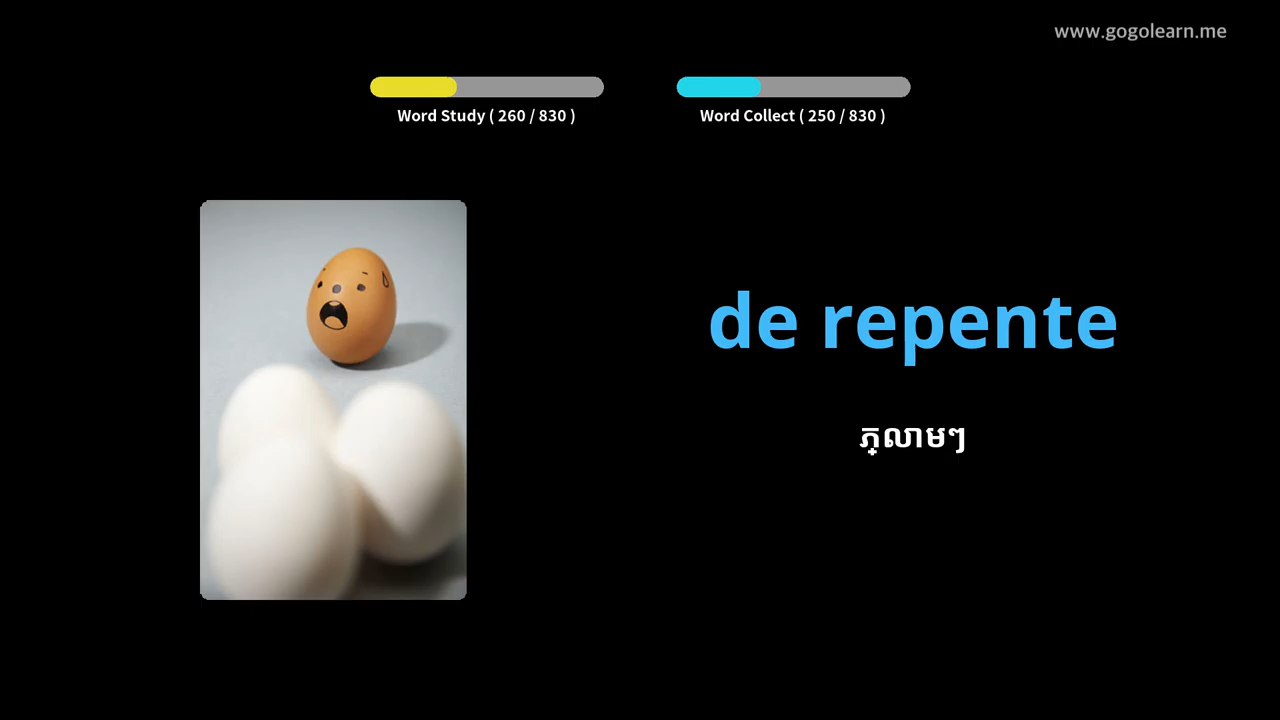 www.gogolearn.me
Word Study ( 260 / 830 )
Word Collect ( 250 / 830 )
de repente
ភ្លាមៗ